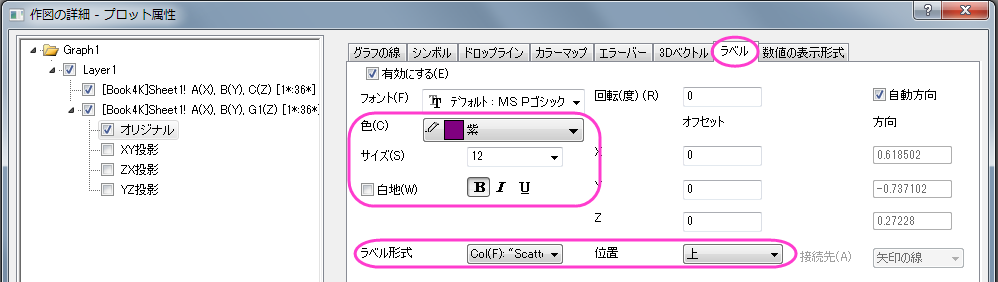 作図の詳細 - プロット属性
Graph1
Layer1
[Book4K]Sheet1! A(X), B(Y), C(Z) [1*:36*]
[Book4K]Sheet1! A(X), B(Y), G1(Z) [1*:36
オリジナル
XY投影
ZX投影
YZ投影
グラフの線 シンボル ドロップライン カラーマップ エラーバー 3Dベクトル ラベル 数値の表示形式
有効にする(E)
フォント(F) デフォルト: MS Pゴシック 回転(度) (R) 0 自動方向
色(C) 紫 オフセット 方向
サイズ(S) 12 X 0 0.618502
白地(W) B I U Y 0 -0.737102
Z 0 0.27228
ラベル形式 Col(F): "Scatt 位置 上 接続先(A) 矢印の線